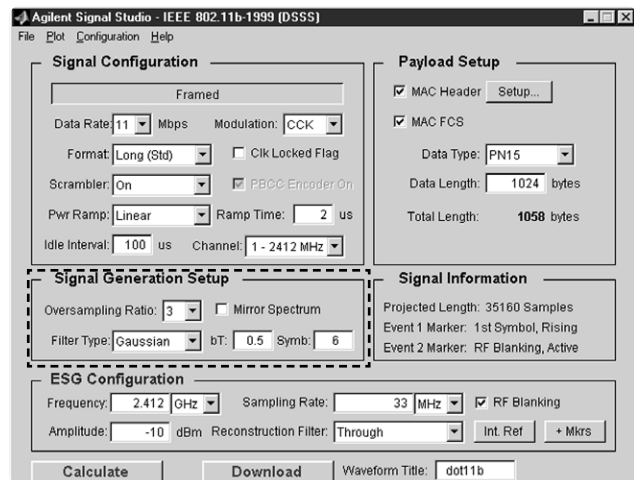 Agilent Signal Studio - IEEE 802.11b-1999 (DSSS)
File Plot Configuration Help
Signal Configuration
Framed
Data Rate: 11 Mbps Modulation: CCK
Format: Long (Std) Clk Locked Flag
Scrambler: On PBCC Encoder On
Pwr Ramp: Linear Ramp Time: 2 us
Idle Interval: 100 us Channel: 1 - 2412 MHz
Payload Setup
MAC Header Setup...
MAC FCS
Data Type: PN15
Data Length: 1024 bytes
Total Length: 1058 bytes
Signal Generation Setup
Oversampling Ratio: 3 Mirror Spectrum
Filter Type: Gaussian bT: 0.5 Symb: 6
Signal Information
Projected Length: 35160 Samples
Event 1 Marker: 1st Symbol, Rising
Event 2 Marker: RF Blanking, Active
ESG Configuration
Frequency: 2.412 GHz Sampling Rate: 33 MHz RF Blanking
Amplitude: -10 dBm Reconstruction Filter: Through Int. Ref + Mkrs
Calculate Download Waveform Title: dot11b